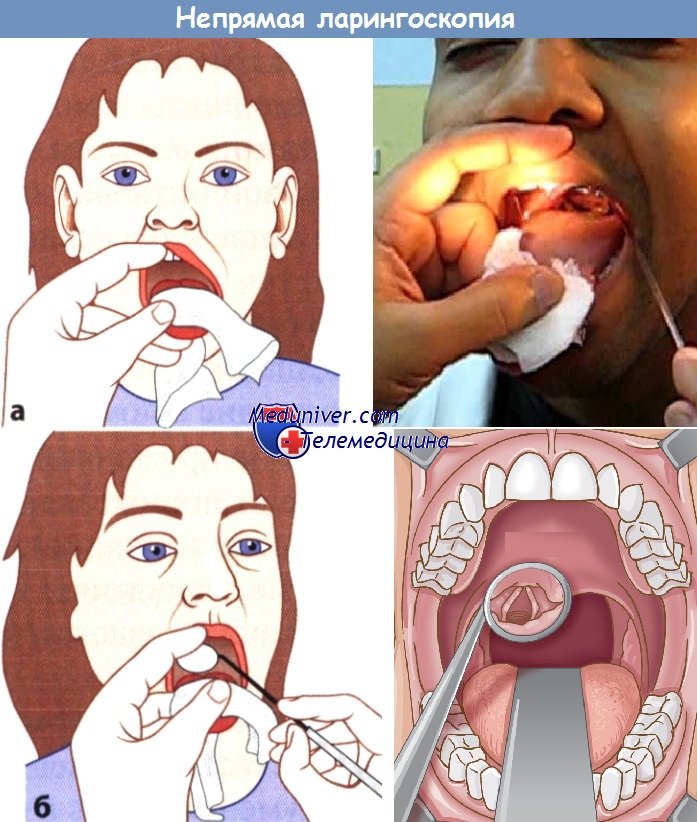 Непрямая ларингоскопия
а
Meduniver.com
Телемедицина
б